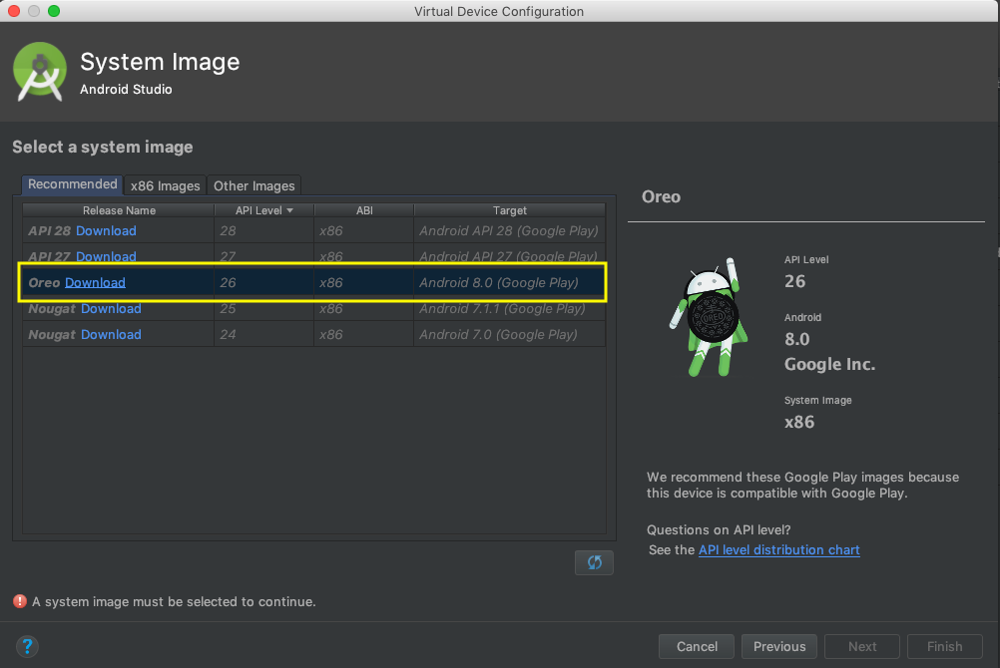 Virtual Device Configuration
System Image
Android Studio
Select a system image
Recommended x86 Images Other Images
Release Name API Level ABI Target
API 28 Download 28 x86 Android API 28 (Google Play)
API 27 Download 27 x86 Android API 27 (Google Play)
Oreo Download 26 x86 Android 8.0 (Google Play)
Nougat Download 25 x86 Android 7.1.1 (Google Play)
Nougat Download 24 x86 Android 7.0 (Google Play)
Oreo
OREO
API Level
26
Android
8.0
Google Inc.
System Image
x86
We recommend these Google Play images because
this device is compatible with Google Play.
Questions on API level?
See the API level distribution chart
! A system image must be selected to continue.
? Cancel Previous Next Finish